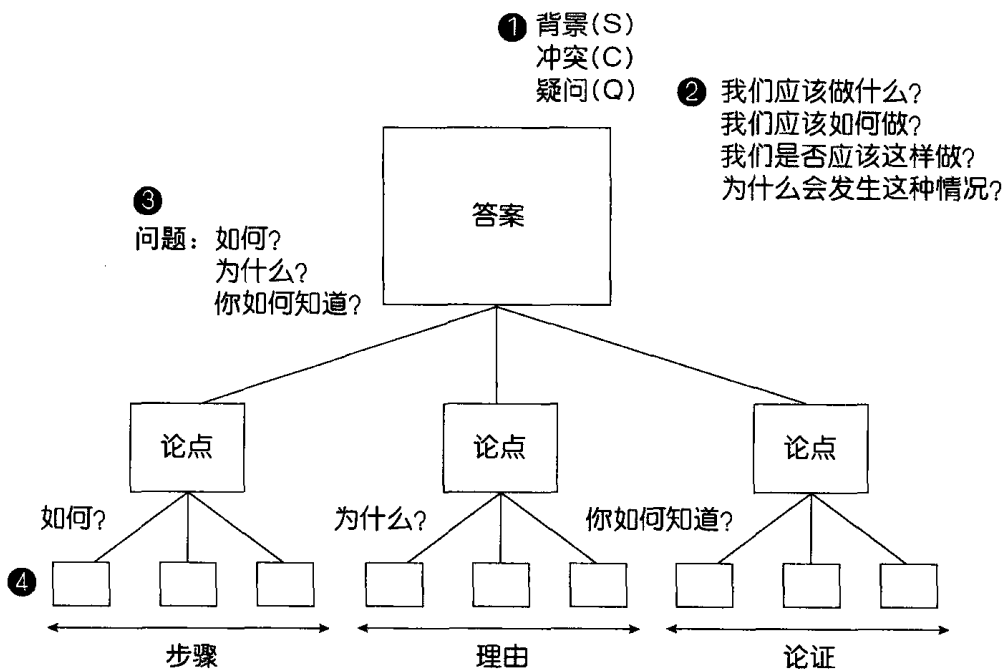 ❶ 背景(S)
冲突(C)
疑问(Q)
❷ 我们应该做什么?
我们应该如何做?
我们是否应该这样做?
为什么会发生这种情况?
答案
❸
问题：如何?
为什么?
你如何知道?
论点
论点
论点
如何?
为什么?
你如何知道?
❹
步骤
理由
论证